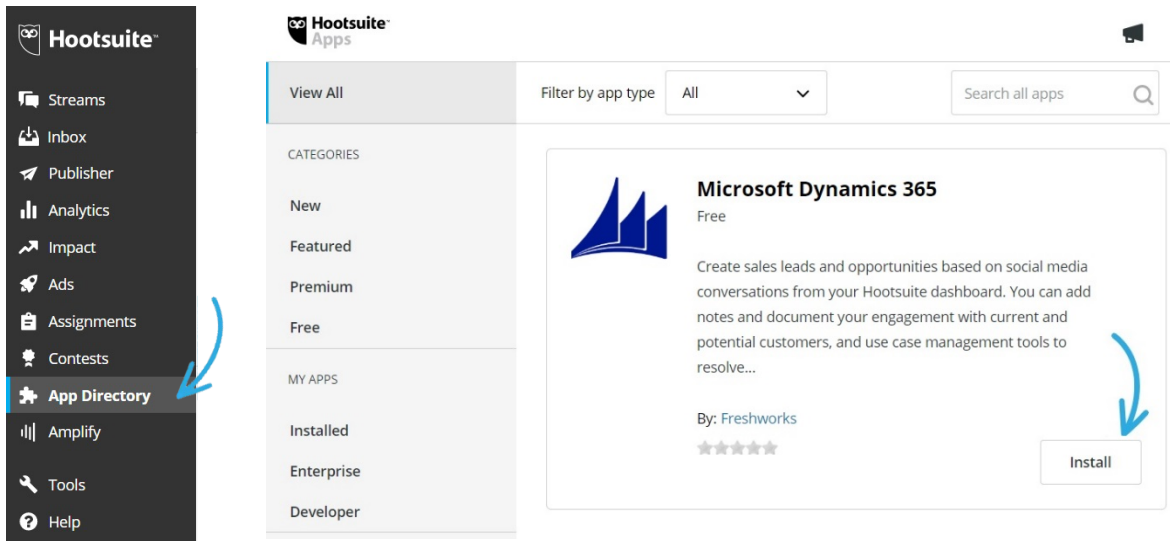 Hootsuite™
Streams
Inbox
Publisher
Analytics
Impact
Ads
Assignments
Contests
App Directory
Amplify
Tools
Help
Hootsuite™
Apps
View All
CATEGORIES
New
Featured
Premium
Free
MY APPS
Installed
Enterprise
Developer
Filter by app type All
Search all apps
Microsoft Dynamics 365
Free
Create sales leads and opportunities based on social media
conversations from your Hootsuite dashboard. You can add
notes and document your engagement with current and
potential customers, and use case management tools to
resolve...
By: Freshworks
Install